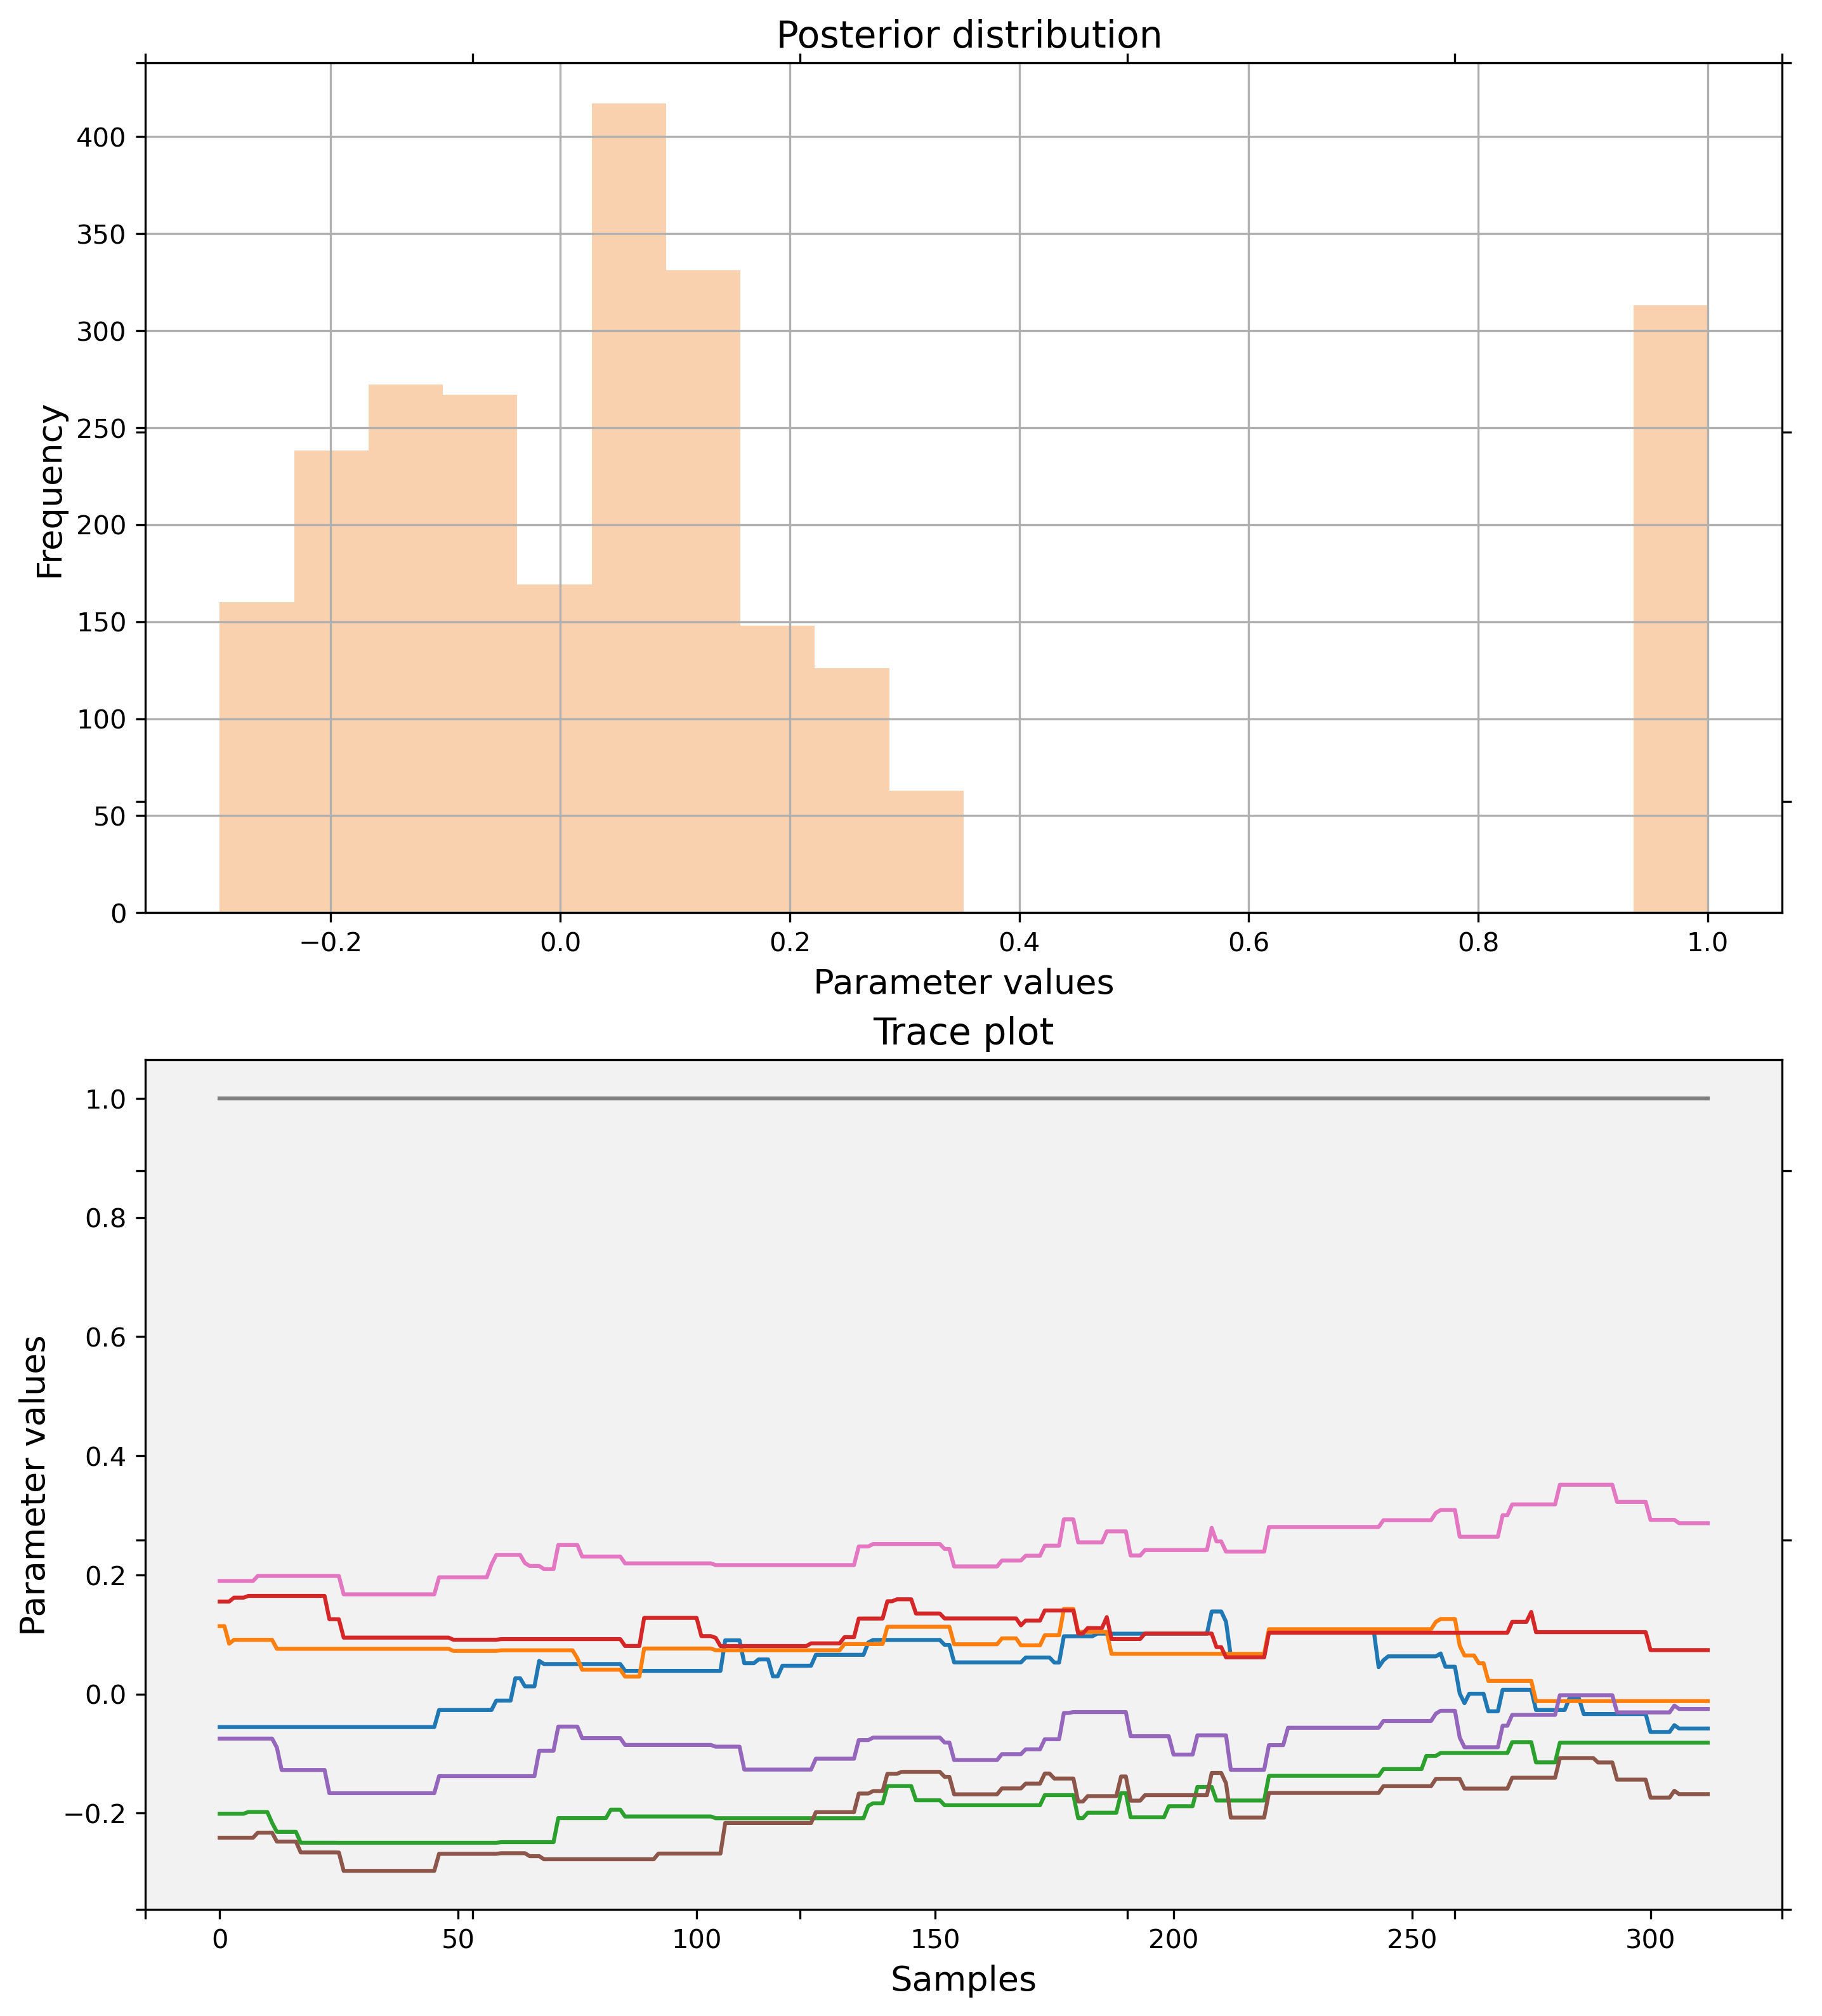 Posterior distribution
400
350
300
250
200
150
100
50
0
Frequency
−0.2 0.0 0.2 0.4 0.6 0.8 1.0
Parameter values
Trace plot
1.0
0.8
0.6
0.4
0.2
0.0
−0.2
Parameter values
0 50 100 150 200 250 300
Samples